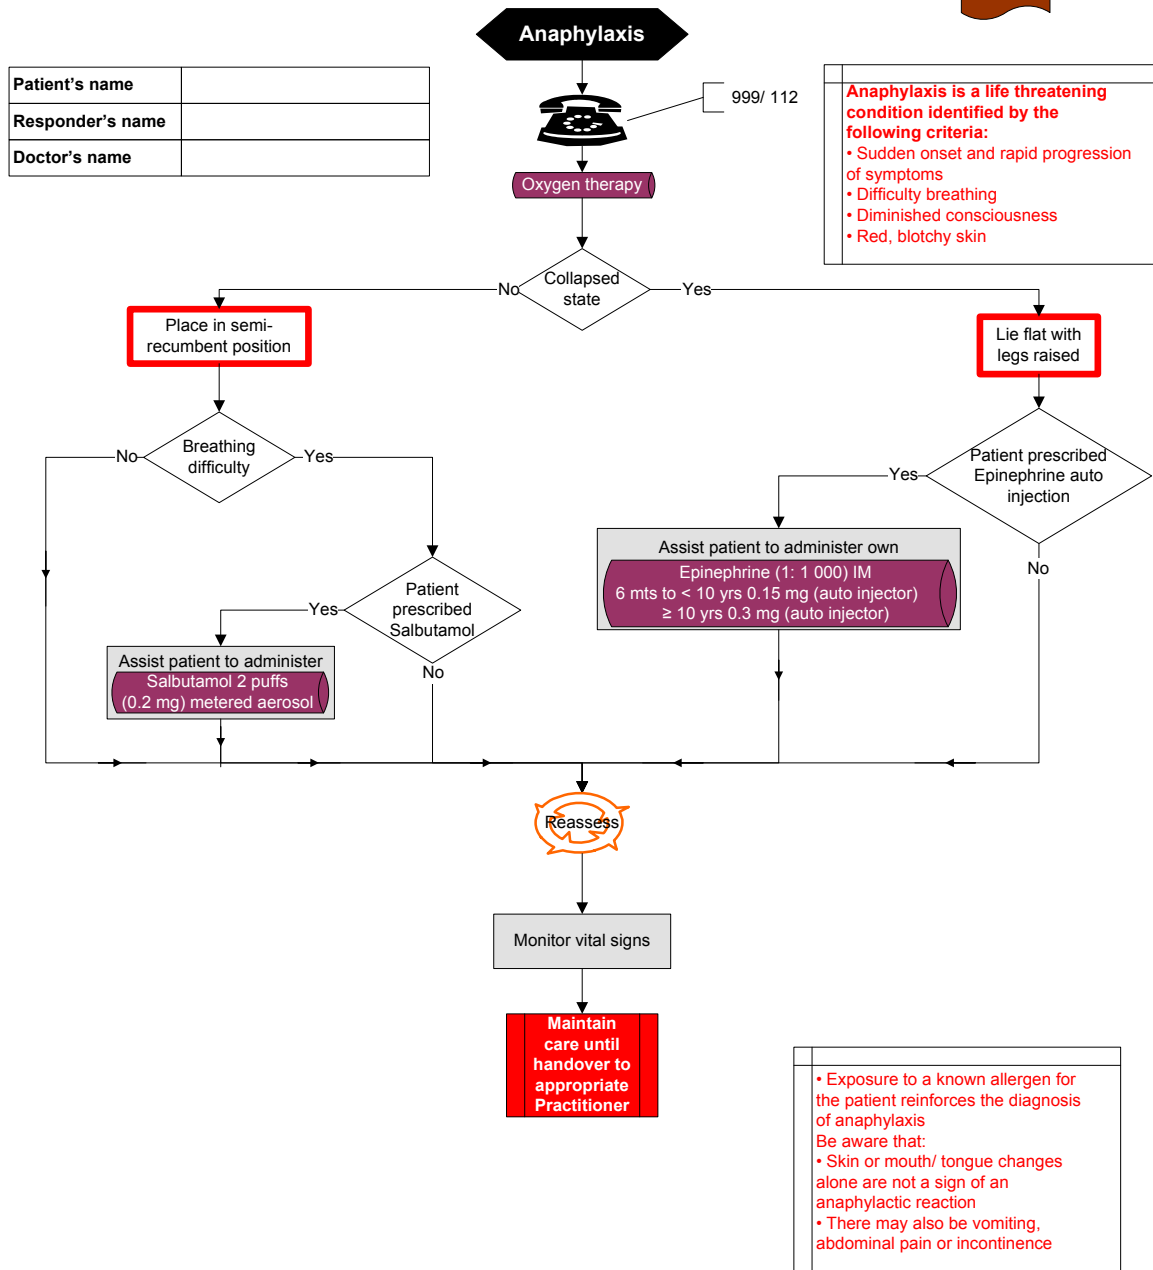 Anaphylaxis
Patient's name
Responder's name
Doctor's name
999/ 112
Anaphylaxis is a life threatening
condition identified by the
following criteria:
• Sudden onset and rapid progression
of symptoms
• Difficulty breathing
• Diminished consciousness
• Red, blotchy skin
Oxygen therapy
Collapsed
state
No
Yes
Place in semi-
recumbent position
Lie flat with
legs raised
Breathing
difficulty
No
Yes
Patient prescribed
Epinephrine auto
injection
Yes
No
Assist patient to administer own
Epinephrine (1: 1 000) IM
6 mts to < 10 yrs 0.15 mg (auto injector)
≥ 10 yrs 0.3 mg (auto injector)
Patient
prescribed
Salbutamol
Yes
No
Assist patient to administer
Salbutamol 2 puffs
(0.2 mg) metered aerosol
Reassess
Monitor vital signs
Maintain
care until
handover to
appropriate
Practitioner
• Exposure to a known allergen for
the patient reinforces the diagnosis
of anaphylaxis
Be aware that:
• Skin or mouth/ tongue changes
alone are not a sign of an
anaphylactic reaction
• There may also be vomiting,
abdominal pain or incontinence